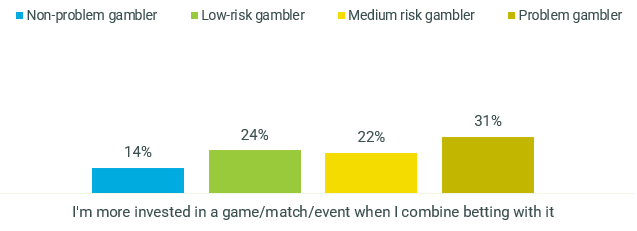 Non-problem gambler Low-risk gambler Medium risk gambler Problem gambler
14% 24% 22% 31%
I'm more invested in a game/match/event when I combine betting with it